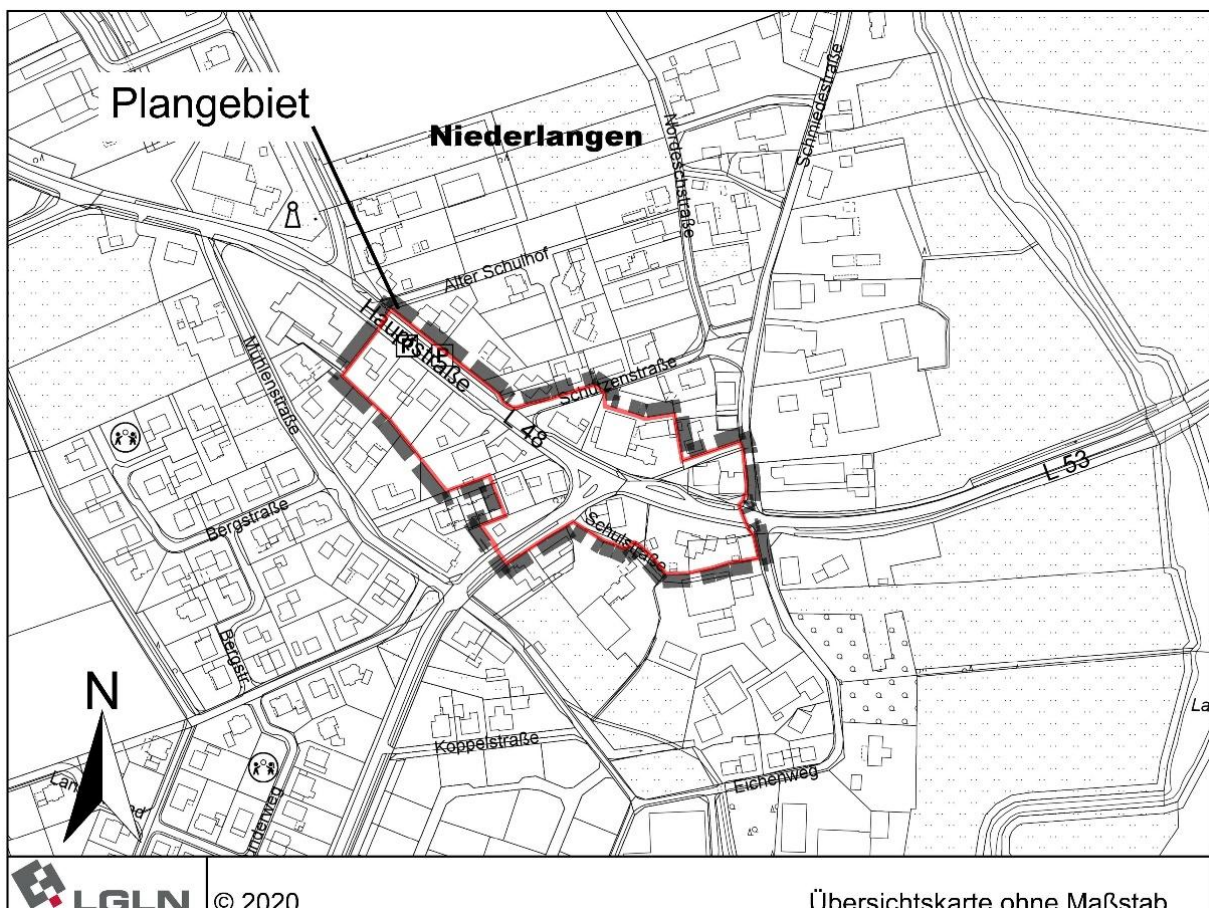 Plangebiet
Niederlangen
Nordeschstraße
Schmiedestraße
Alter Schulhof
Hauptstraße
P
Mühlenstraße
Schützenstraße
L 48
L 53
Bergstraße
Schulstraße
Bergstr.
N
Koppelstraße
Eichenweg
La
LGLN
© 2020
Übersichtskarte ohne Maßstab